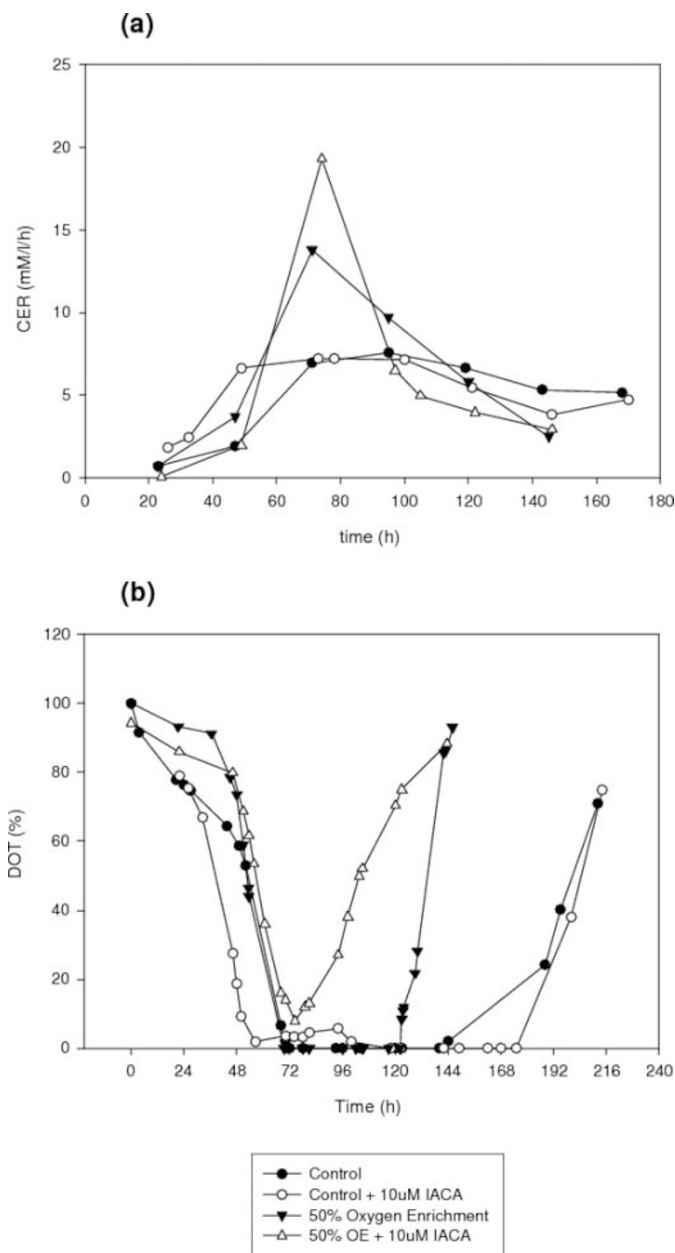 (a)
25
20
15
10
5
0
CER (mM/l/h)
0 20 40 60 80 100 120 140 160 180
time (h)
(b)
120
100
80
60
40
20
0
DOT (%)
0 24 48 72 96 120 144 168 192 216 240
Time (h)
Control
Control + 10uM IACA
50% Oxygen Enrichment
50% OE + 10uM IACA